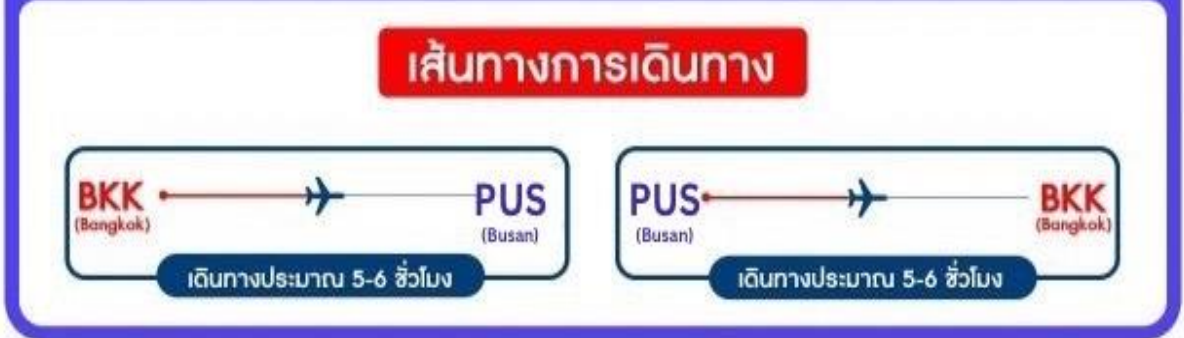 เส้นทางการเดินทาง
BKK
(Bangkok)
PUS
(Busan)
เดินทางประมาณ 5-6 ชั่วโมง
PUS
(Busan)
BKK
(Bangkok)
เดินทางประมาณ 5-6 ชั่วโมง